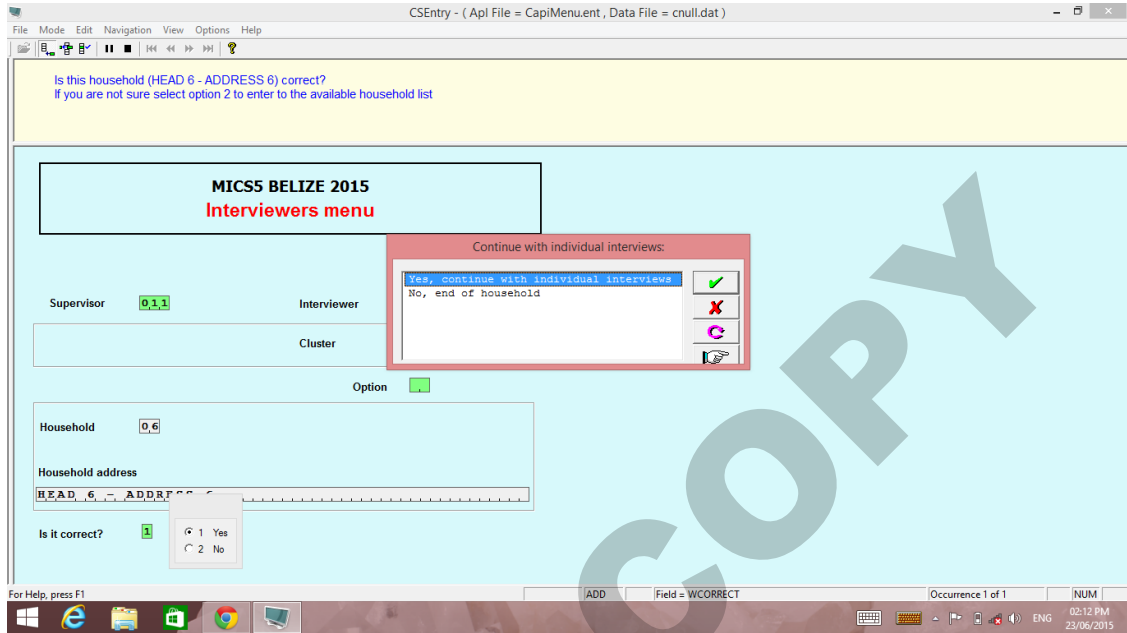 CSEntry - ( Apl File = CapiMenu.ent , Data File = cnull.dat )
File Mode Edit Navigation View Options Help
Is this household (HEAD 6 - ADDRESS 6) correct?
If you are not sure select option 2 to enter to the available household list
MICS5 BELIZE 2015
Interviewers menu
Continue with individual interviews:
Yes, continue with individual interviews
No, end of household
Supervisor 0 1 1 Interviewer
Cluster
Option
Household 0 6
Household address
HEAD 6 - ADDRESS 6
Is it correct? 1
1 Yes
2 No
COPY
For Help, press F1 ADD Field = WCORRECT Occurrence 1 of 1 NUM
ENG 02:12 PM
23/06/2015